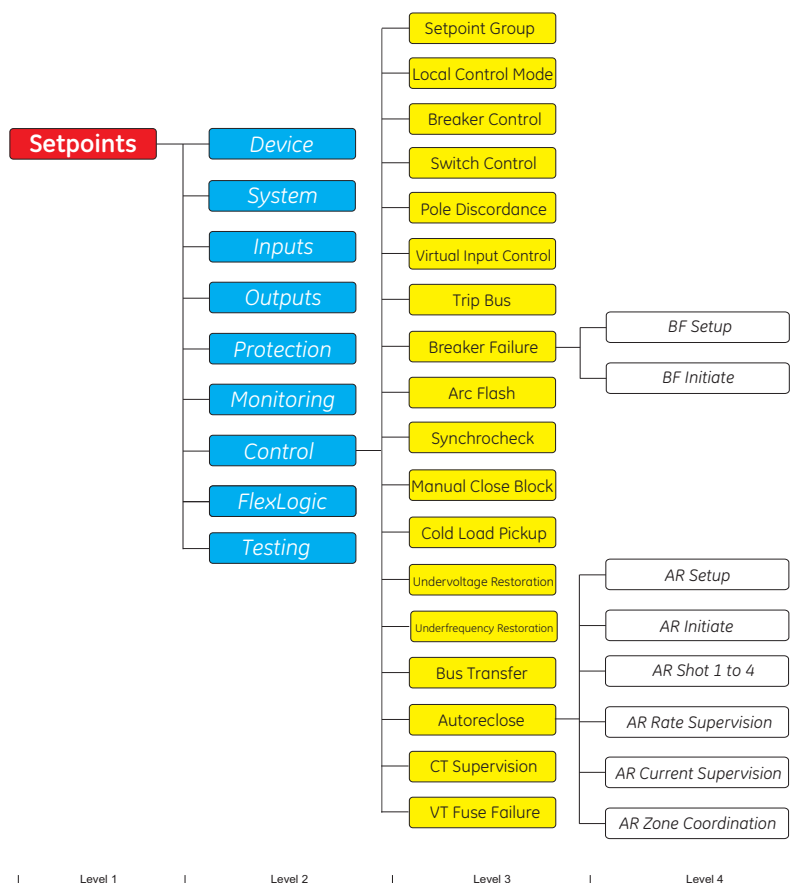 Setpoints
Device
System
Inputs
Outputs
Protection
Monitoring
Control
FlexLogic
Testing
Setpoint Group
Local Control Mode
Breaker Control
Switch Control
Pole Discordance
Virtual Input Control
Trip Bus
Breaker Failure
Arc Flash
Synchrocheck
Manual Close Block
Cold Load Pickup
Undervoltage Restoration
Underfrequency Restoration
Bus Transfer
Autoreclose
CT Supervision
VT Fuse Failure
BF Setup
BF Initiate
AR Setup
AR Initiate
AR Shot 1 to 4
AR Rate Supervision
AR Current Supervision
AR Zone Coordination
| Level 1 | Level 2 | Level 3 | Level 4